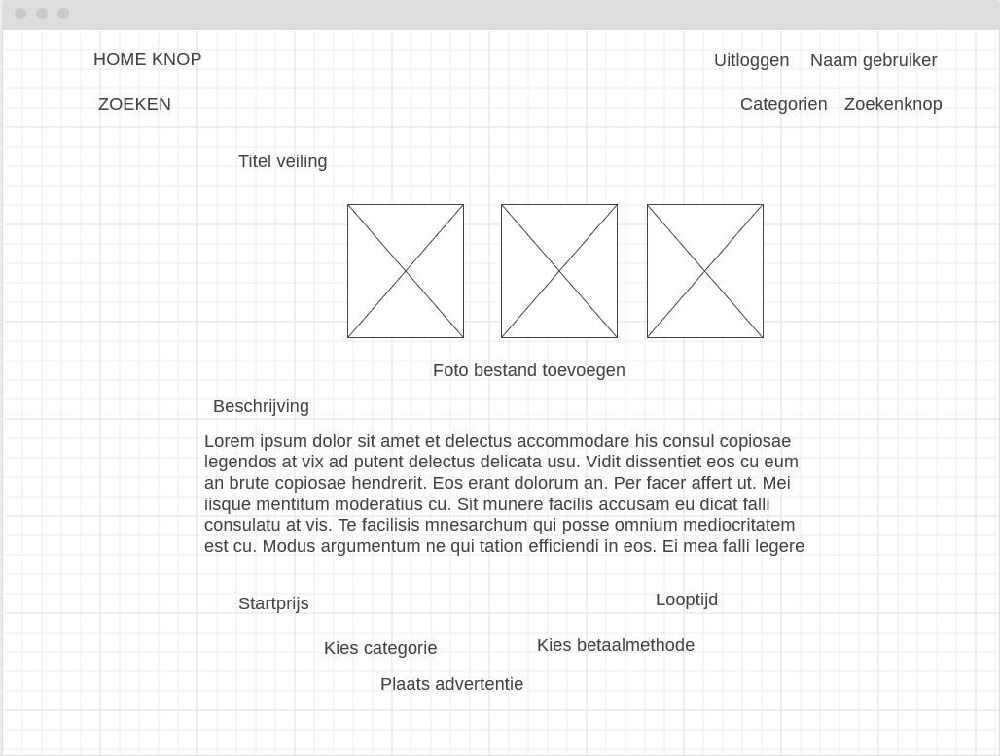 HOME KNOP
Uitloggen
Naam gebruiker
ZOEKEN
Categorien
Zoekenknop
Titel veiling
Foto bestand toevoegen
Beschrijving
Lorem ipsum dolor sit amet et delectus accommodare his consul copiosae
legendos at vix ad putent delectus delicata usu. Vidit dissentiet eos cu eum
an brute copiosae hendrerit. Eos erant dolorum an. Per facer affert ut. Mei
iisque mentitum moderatius cu. Sit munere facilis accusam eu dicat falli
consulatu at vis. Te facilisis mnesarchum qui posse omnium mediocritatem
est cu. Modus argumentum ne qui tation efficiendi in eos. Ei mea falli legere
Startprijs
Looptijd
Kies categorie
Kies betaalmethode
Plaats advertentie